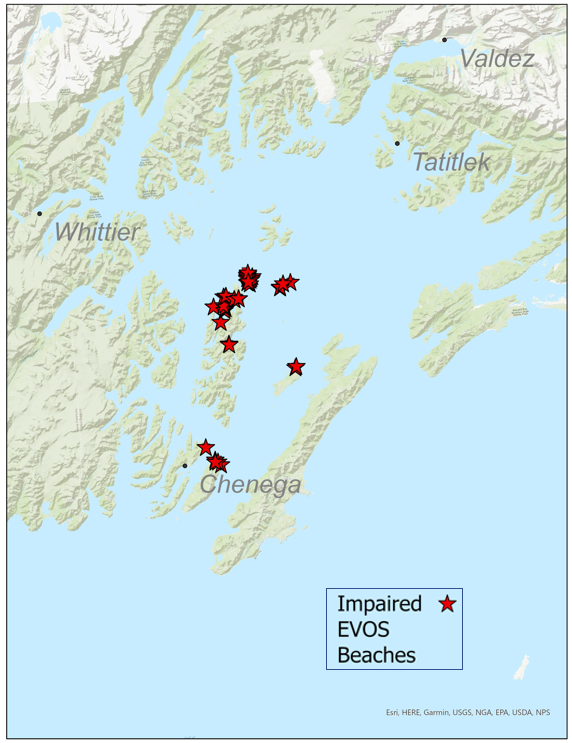 Valdez
Tatitlek
Whittier
Chenega
Impaired
EVOS
Beaches
Esri, HERE, Garmin, USGS, NGA, EPA, USDA, NPS